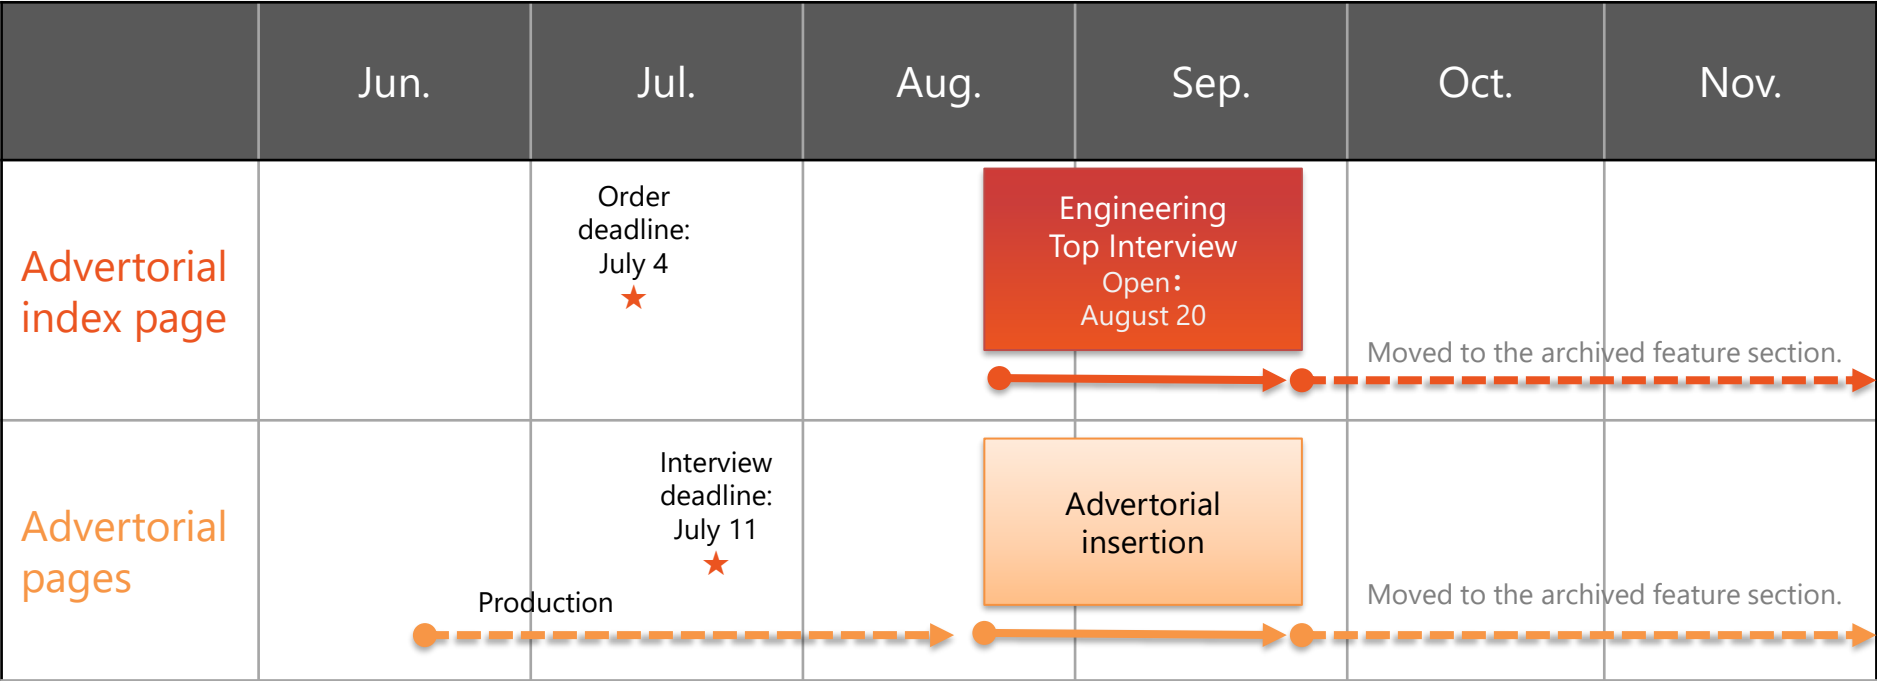 Jun.
Jul.
Aug.
Sep.
Oct.
Nov.
Advertorial
index page
Order
deadline:
July 4
★
Engineering
Top Interview
Open：
August 20
Moved to the archived feature section.
Advertorial
pages
Interview
deadline:
July 11
★
Production
Advertorial
insertion
Moved to the archived feature section.